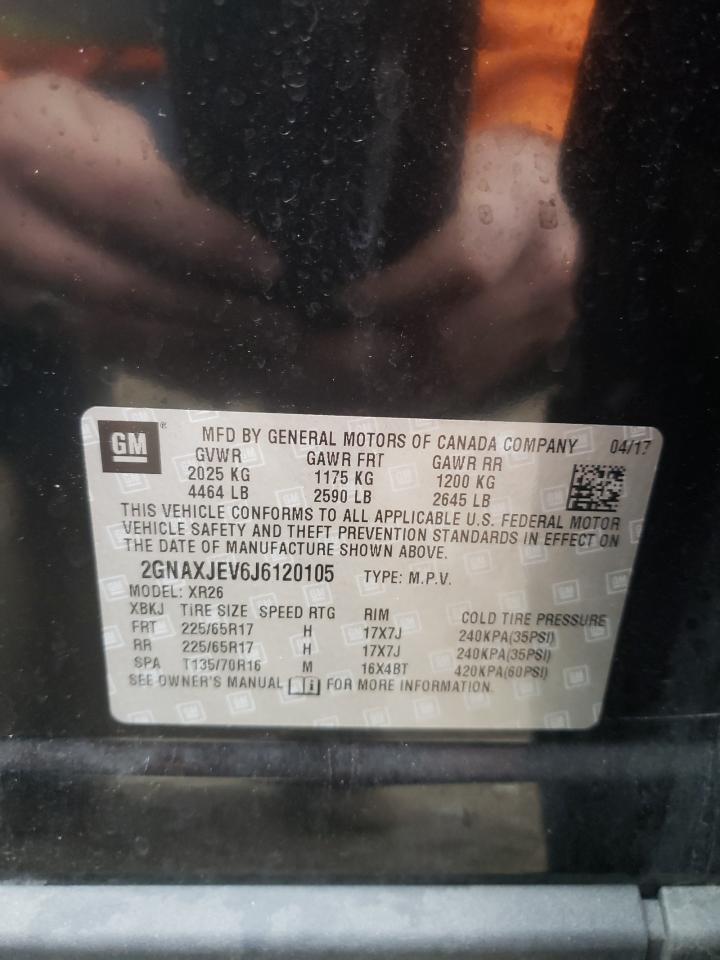 GM ®
MFD BY GENERAL MOTORS OF CANADA COMPANY 04/17
GVWR GAWR FRT GAWR RR
2025 KG 1175 KG 1200 KG
4464 LB 2590 LB 2645 LB
THIS VEHICLE CONFORMS TO ALL APPLICABLE U.S. FEDERAL MOTOR
VEHICLE SAFETY AND THEFT PREVENTION STANDARDS IN EFFECT ON
THE DATE OF MANUFACTURE SHOWN ABOVE.
2GNAXJEV6J6120105 TYPE: M.P.V.
MODEL: XR26
XBKJ TIRE SIZE SPEED RTG RIM COLD TIRE PRESSURE
FRT 225/65R17 H 17X7J 240KPA(35PSI)
RR 225/65R17 H 17X7J 240KPA(35PSI)
SPA T135/70R16 M 16X4BT 420KPA(60PSI)
SEE OWNER'S MANUAL i FOR MORE INFORMATION.